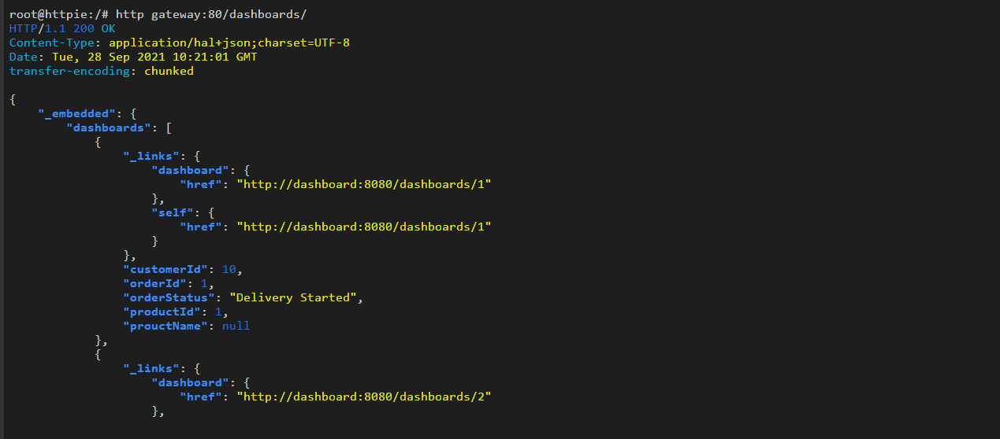 root@httpie:/# http gateway:80/dashboards/
HTTP/1.1 200 OK
Content-Type: application/hal+json;charset=UTF-8
Date: Tue, 28 Sep 2021 10:21:01 GMT
transfer-encoding: chunked

{
    "_embedded": {
        "dashboards": [
            {
                "_links": {
                    "dashboard": {
                        "href": "http://dashboard:8080/dashboards/1"
                    },
                    "self": {
                        "href": "http://dashboard:8080/dashboards/1"
                    }
                },
                "customerId": 10,
                "orderId": 1,
                "orderStatus": "Delivery Started",
                "productId": 1,
                "prouctName": null
            },
            {
                "_links": {
                    "dashboard": {
                        "href": "http://dashboard:8080/dashboards/2"
                    },